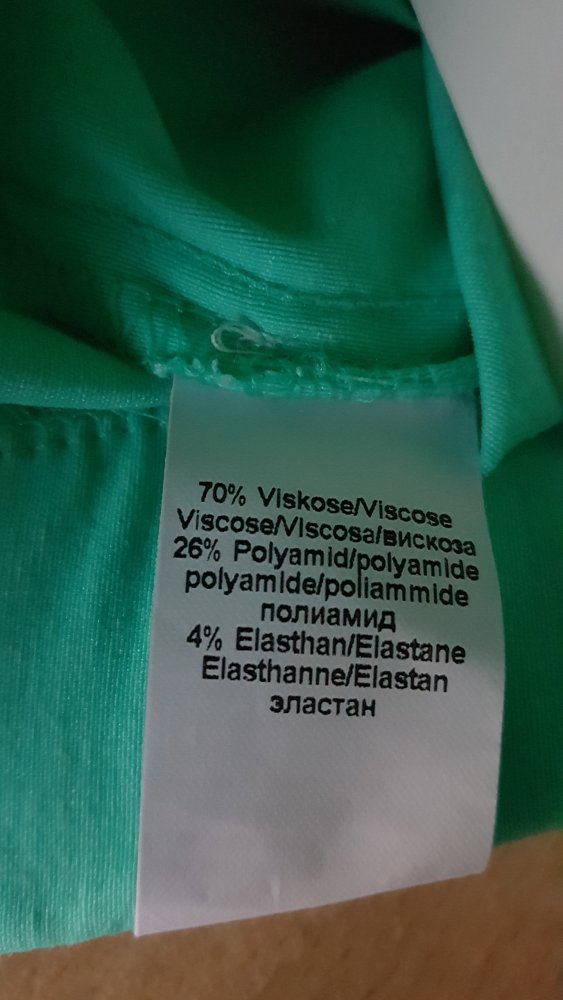 70% Viskose/Viscose
Viscose/Viscosa/вискоза
26% Polyamid/polyamide
polyamide/poliammide
полиамид
4% Elasthan/Elastane
Elasthanne/Elastan
эластан